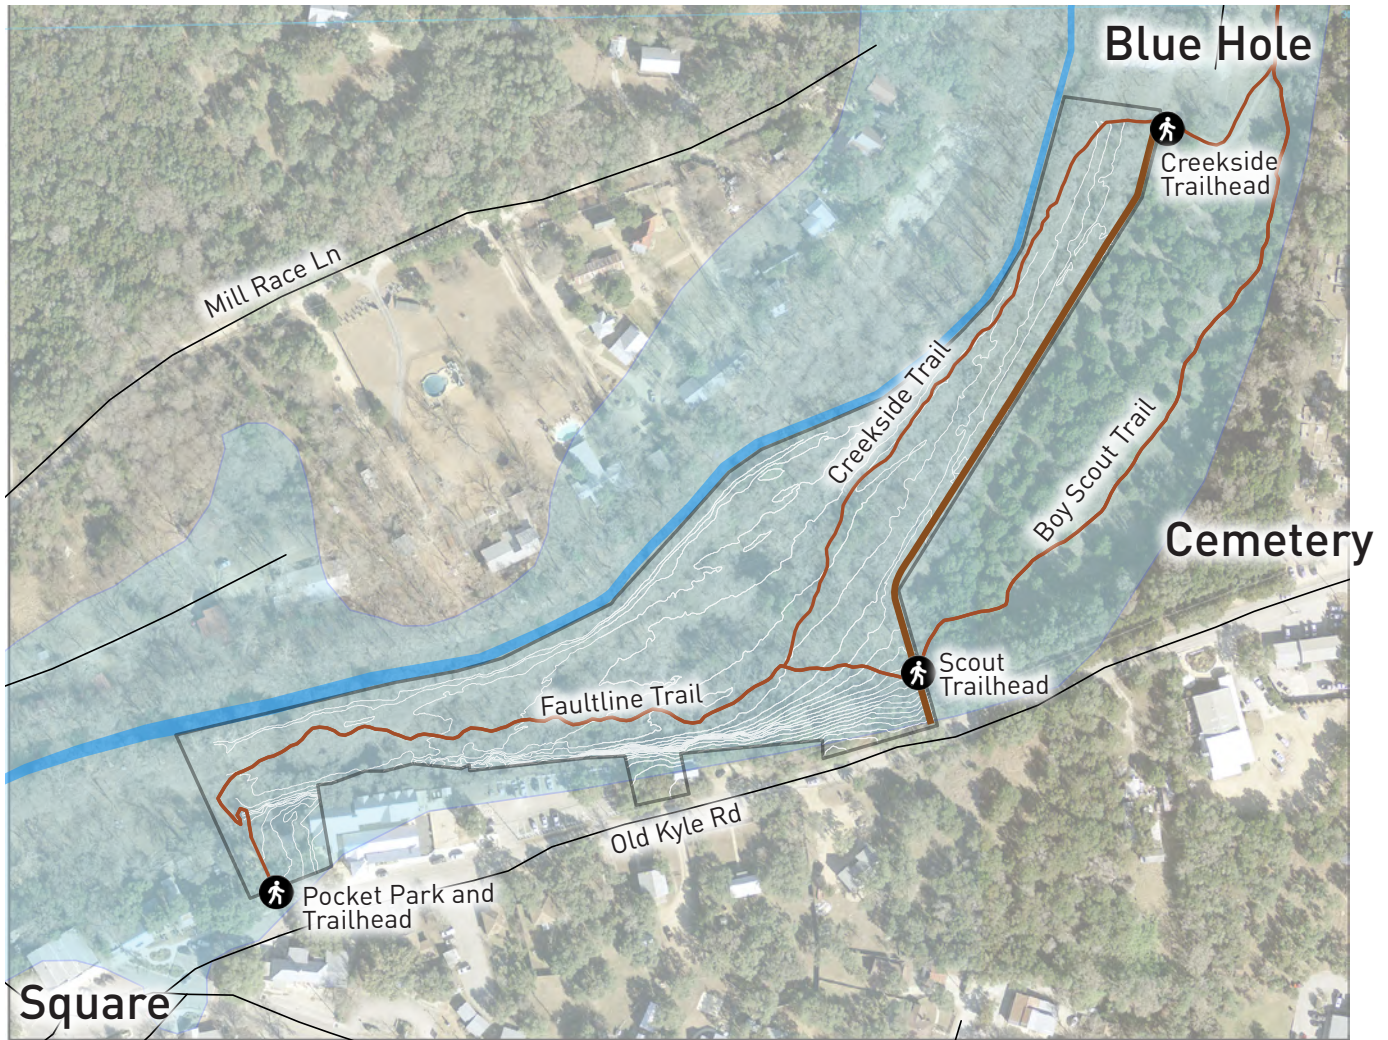 Blue Hole
Creekside
Trailhead
Mill Race Ln
Creekside Trail
Boy Scout Trail
Cemetery
Scout
Trailhead
Faultline Trail
Old Kyle Rd
Pocket Park and
Trailhead
Square